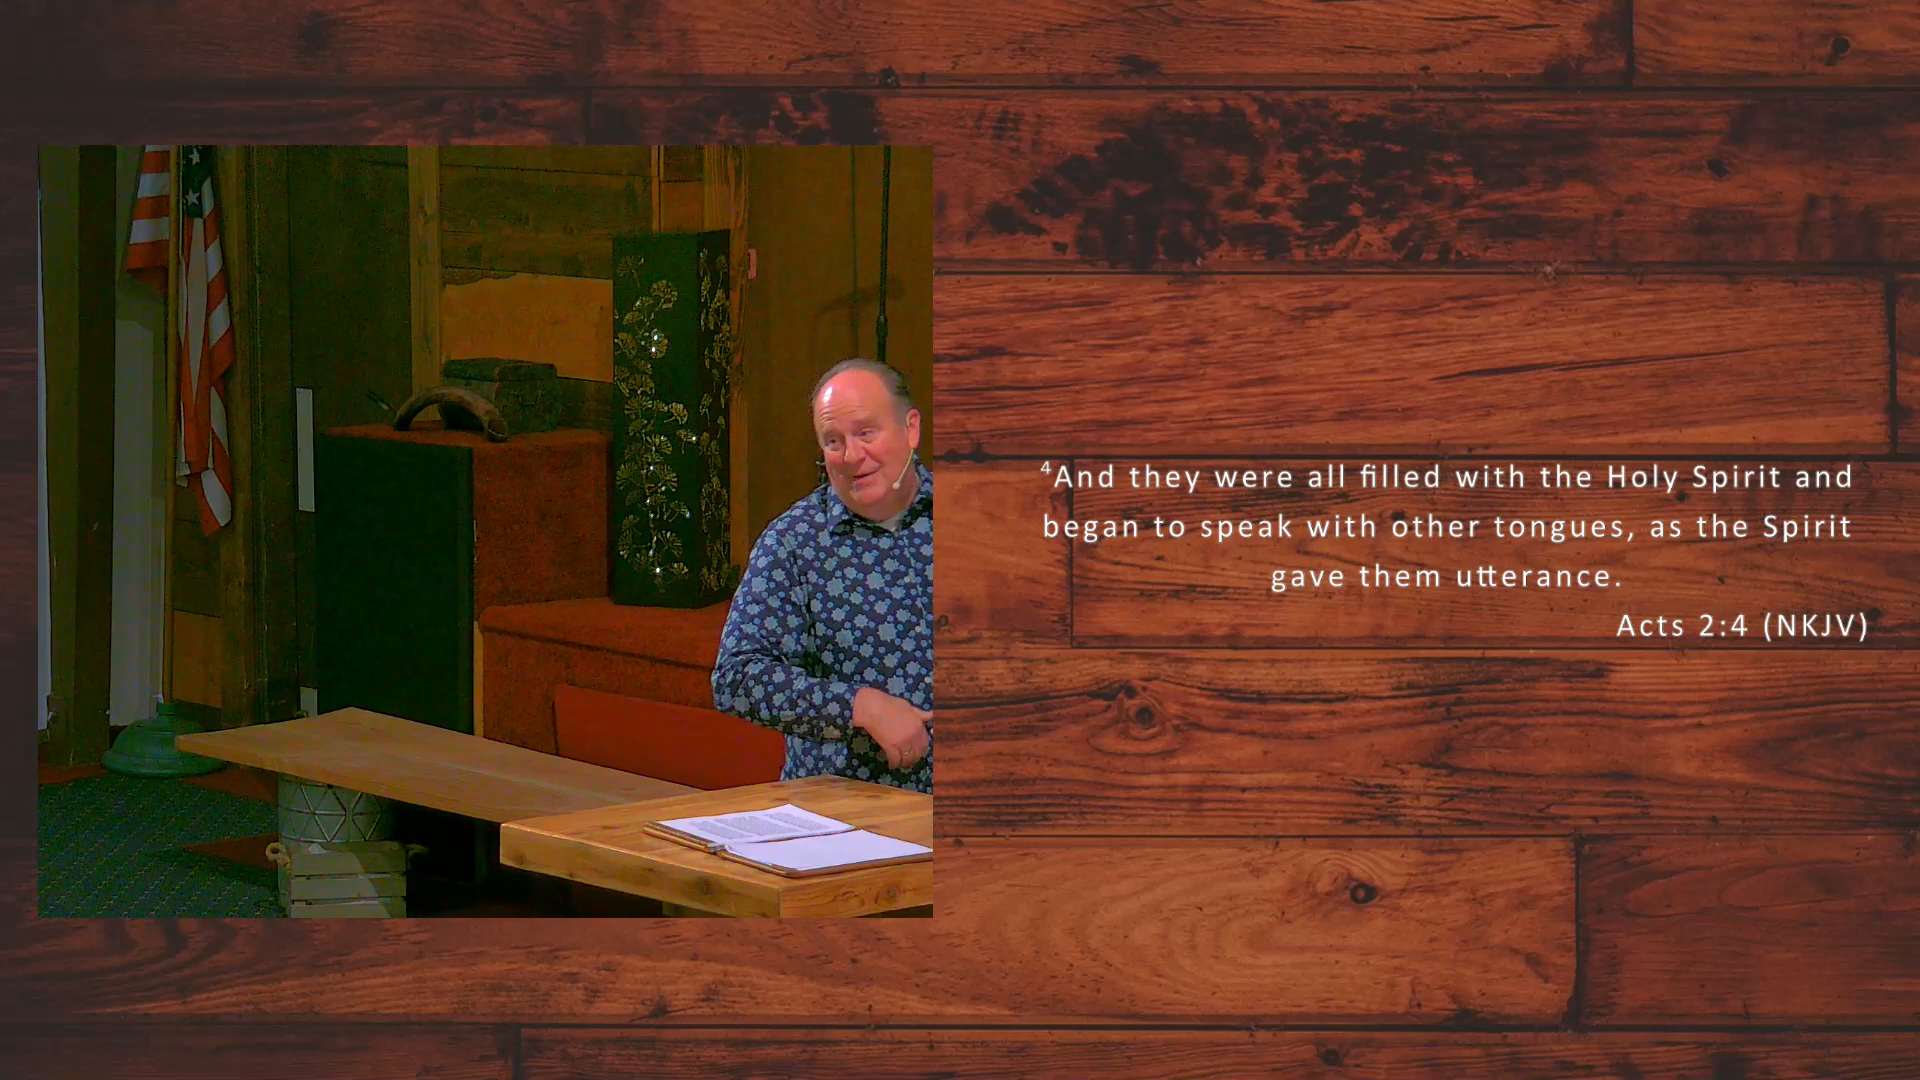 ⁴And they were all filled with the Holy Spirit and
began to speak with other tongues, as the Spirit
gave them utterance.
Acts 2:4 (NKJV)